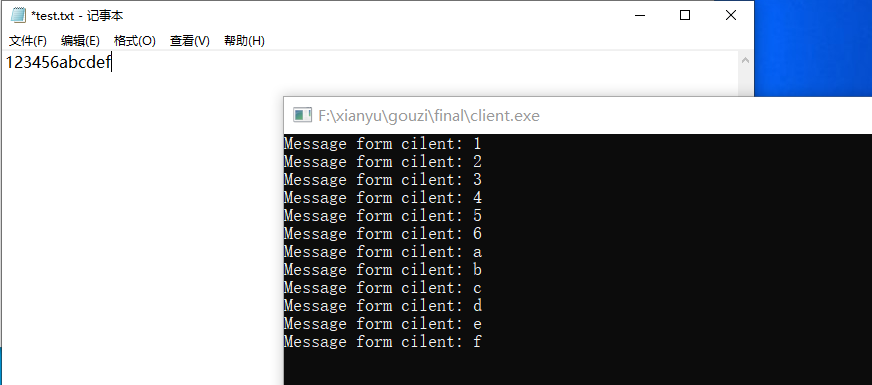 *test.txt - 记事本
文件(F) 编辑(E) 格式(O) 查看(V) 帮助(H)
123456abcdef
F:\xianyu\gouzi\final\client.exe
Message form cilent: 1
Message form cilent: 2
Message form cilent: 3
Message form cilent: 4
Message form cilent: 5
Message form cilent: 6
Message form cilent: a
Message form cilent: b
Message form cilent: c
Message form cilent: d
Message form cilent: e
Message form cilent: f